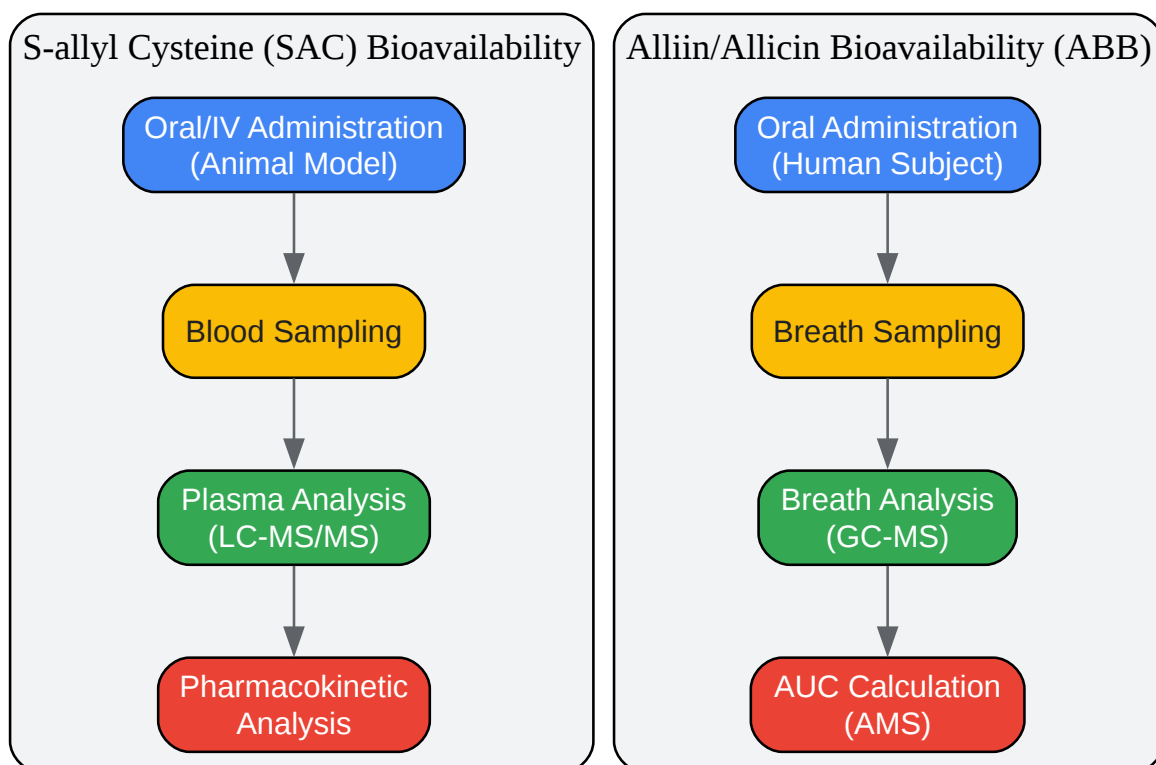 S-allyl Cysteine (SAC) Bioavailability
Oral/IV Administration
(Animal Model)
Blood Sampling
Plasma Analysis
(LC-MS/MS)
Pharmacokinetic
Analysis
Alliin/Allicin Bioavailability (ABB)
Oral Administration
(Human Subject)
Breath Sampling
Breath Analysis
(GC-MS)
AUC Calculation
(AMS)